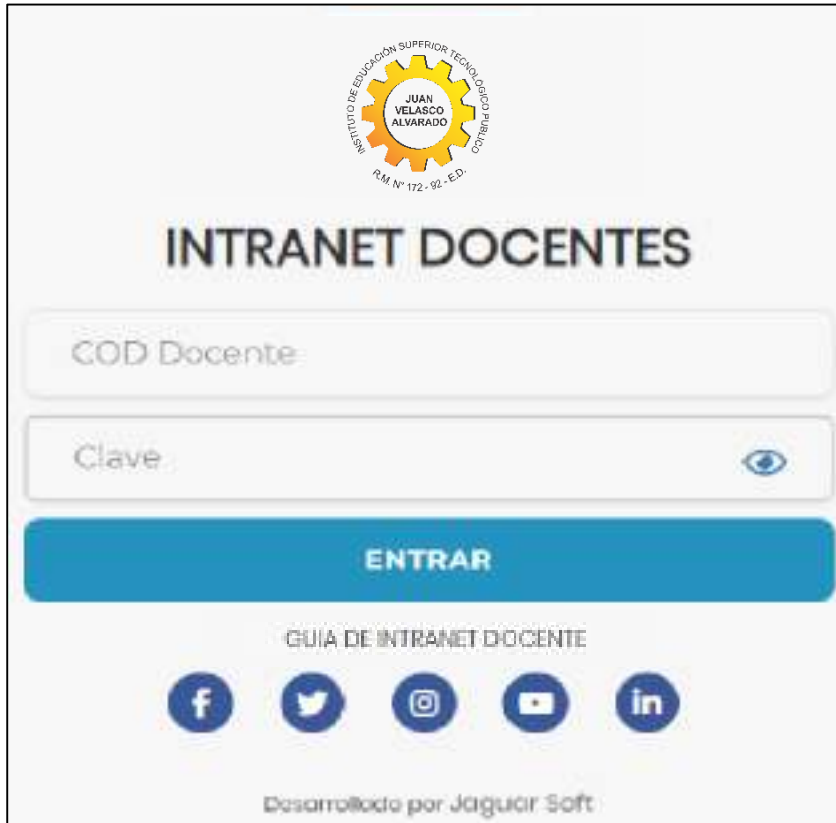 INSTITUTO DE EDUCACIÓN SUPERIOR TECNOLÓGICO PUBLICO
JUAN
VELASCO
ALVARADO
R.M. N° 172 - 92 - E.D.
INTRANET DOCENTES
COD Docente
Clave
ENTRAR
GUIA DE INTRANET DOCENTE
Desarrollado por Jaguar Soft